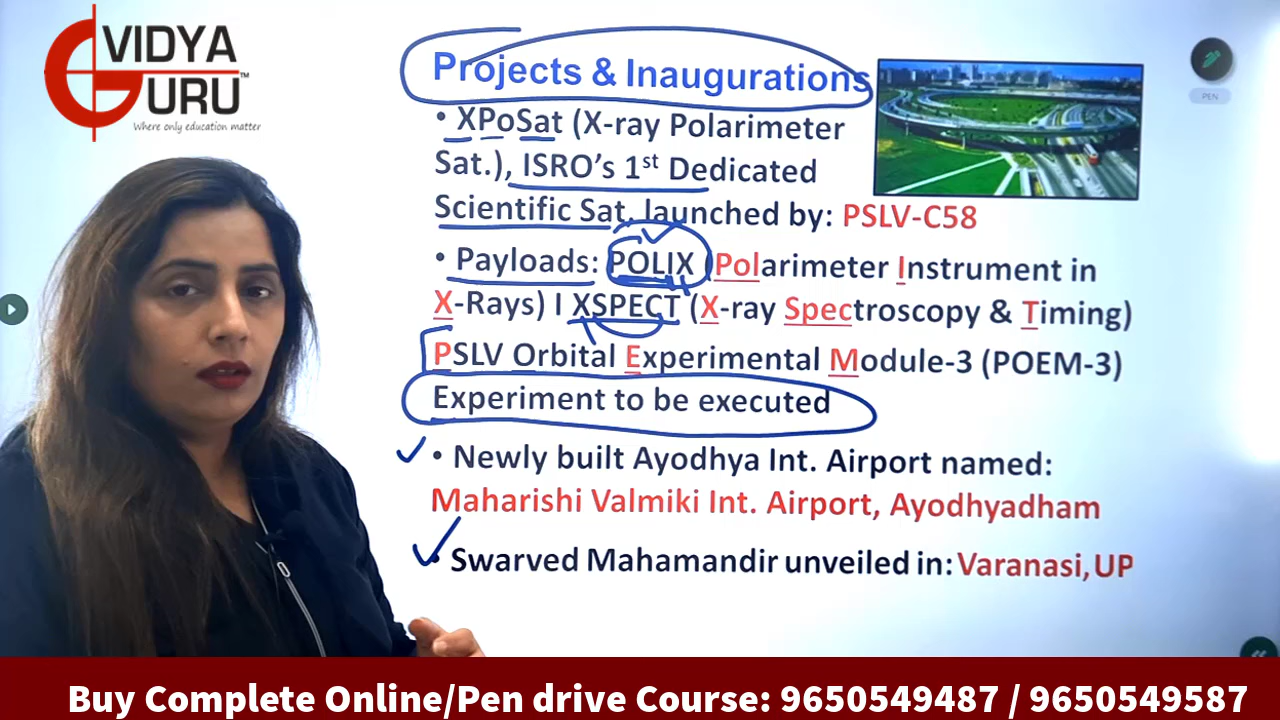 VIDYA
GURU™
Where only education matter
Projects & Inaugurations
PEN
• XPoSat (X-ray Polarimeter
Sat.), ISRO's 1st Dedicated
Scientific Sat. launched by: PSLV-C58
• Payloads: POLIX (Polarimeter Instrument in
X-Rays) I XSPECT (X-ray Spectroscopy & Timing)
PSLV Orbital Experimental Module-3 (POEM-3)
Experiment to be executed
• Newly built Ayodhya Int. Airport named:
Maharishi Valmiki Int. Airport, Ayodhyadham
• Swarved Mahamandir unveiled in: Varanasi, UP
Buy Complete Online/Pen drive Course: 9650549487 / 9650549587